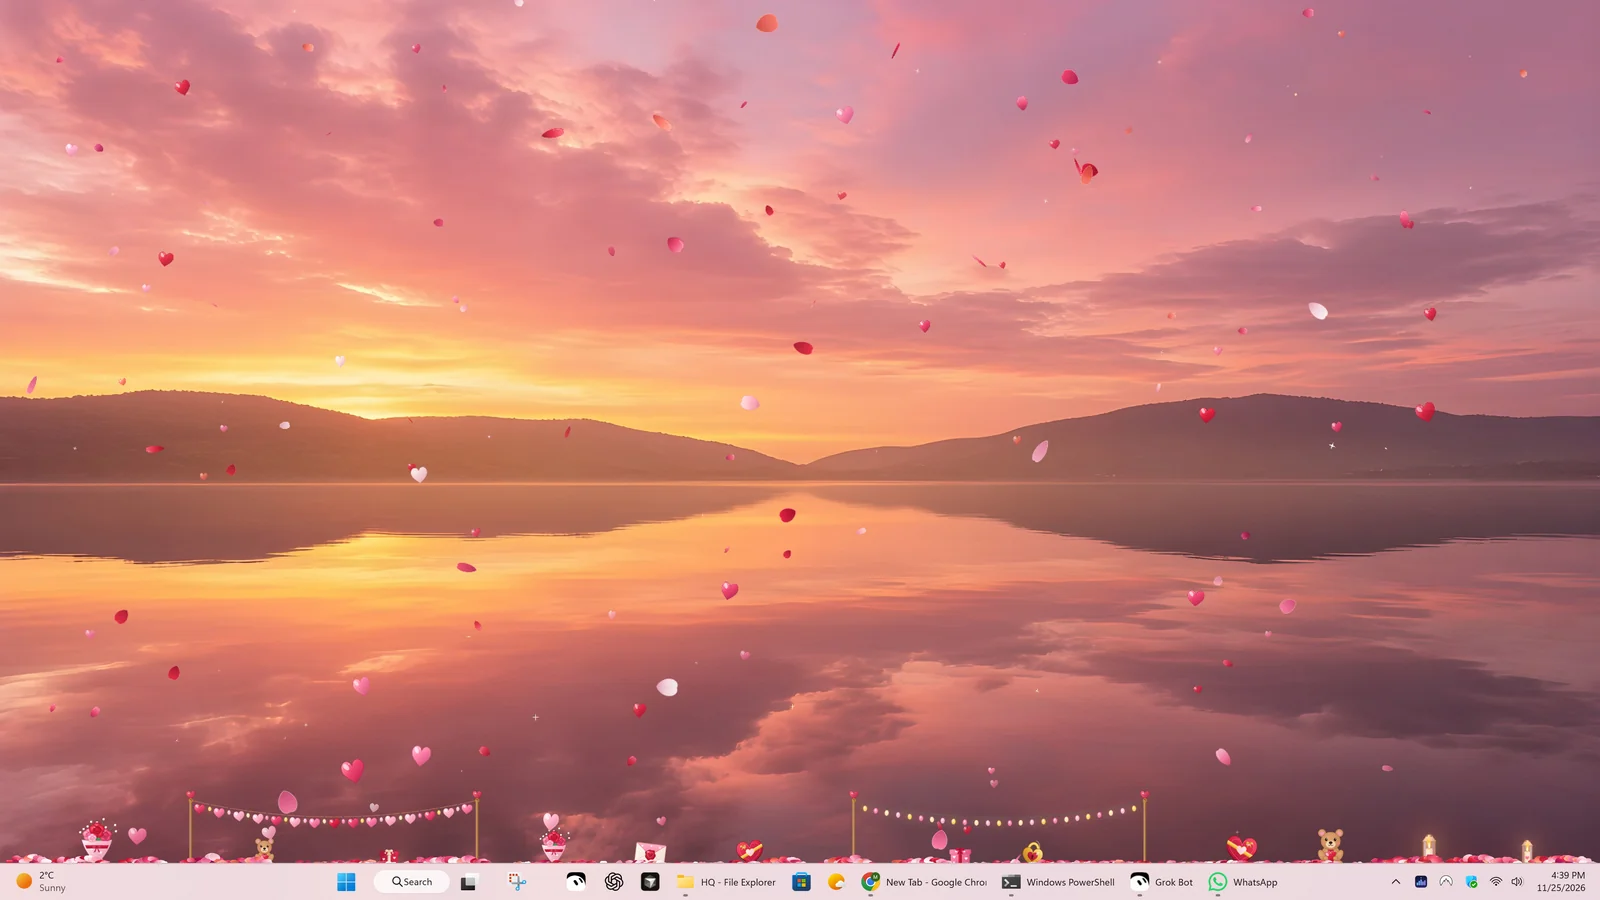 2°C
Sunny
Search
HQ - File Explorer
New Tab - Google Chro
Windows PowerShell
Grok Bot
WhatsApp
4:39 PM
11/25/2026